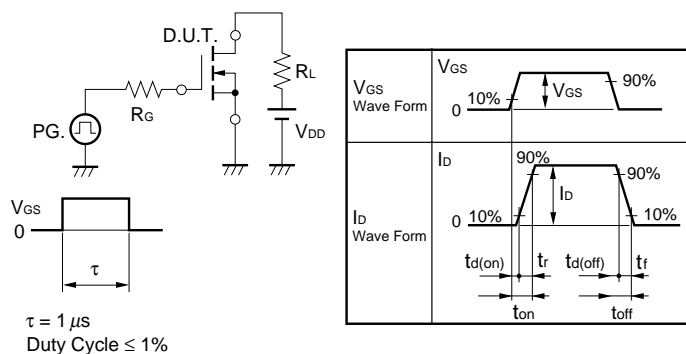 D.U.T.
RL
RG
PG.
VDD
VGS
0
τ
τ = 1 μs
Duty Cycle ≤ 1%
VGS
Wave Form
VGS
VGS
90%
10%
0
ID
Wave Form
ID
90%
90%
ID
0
10%
10%
td(on)
tr
td(off)
tf
ton
toff